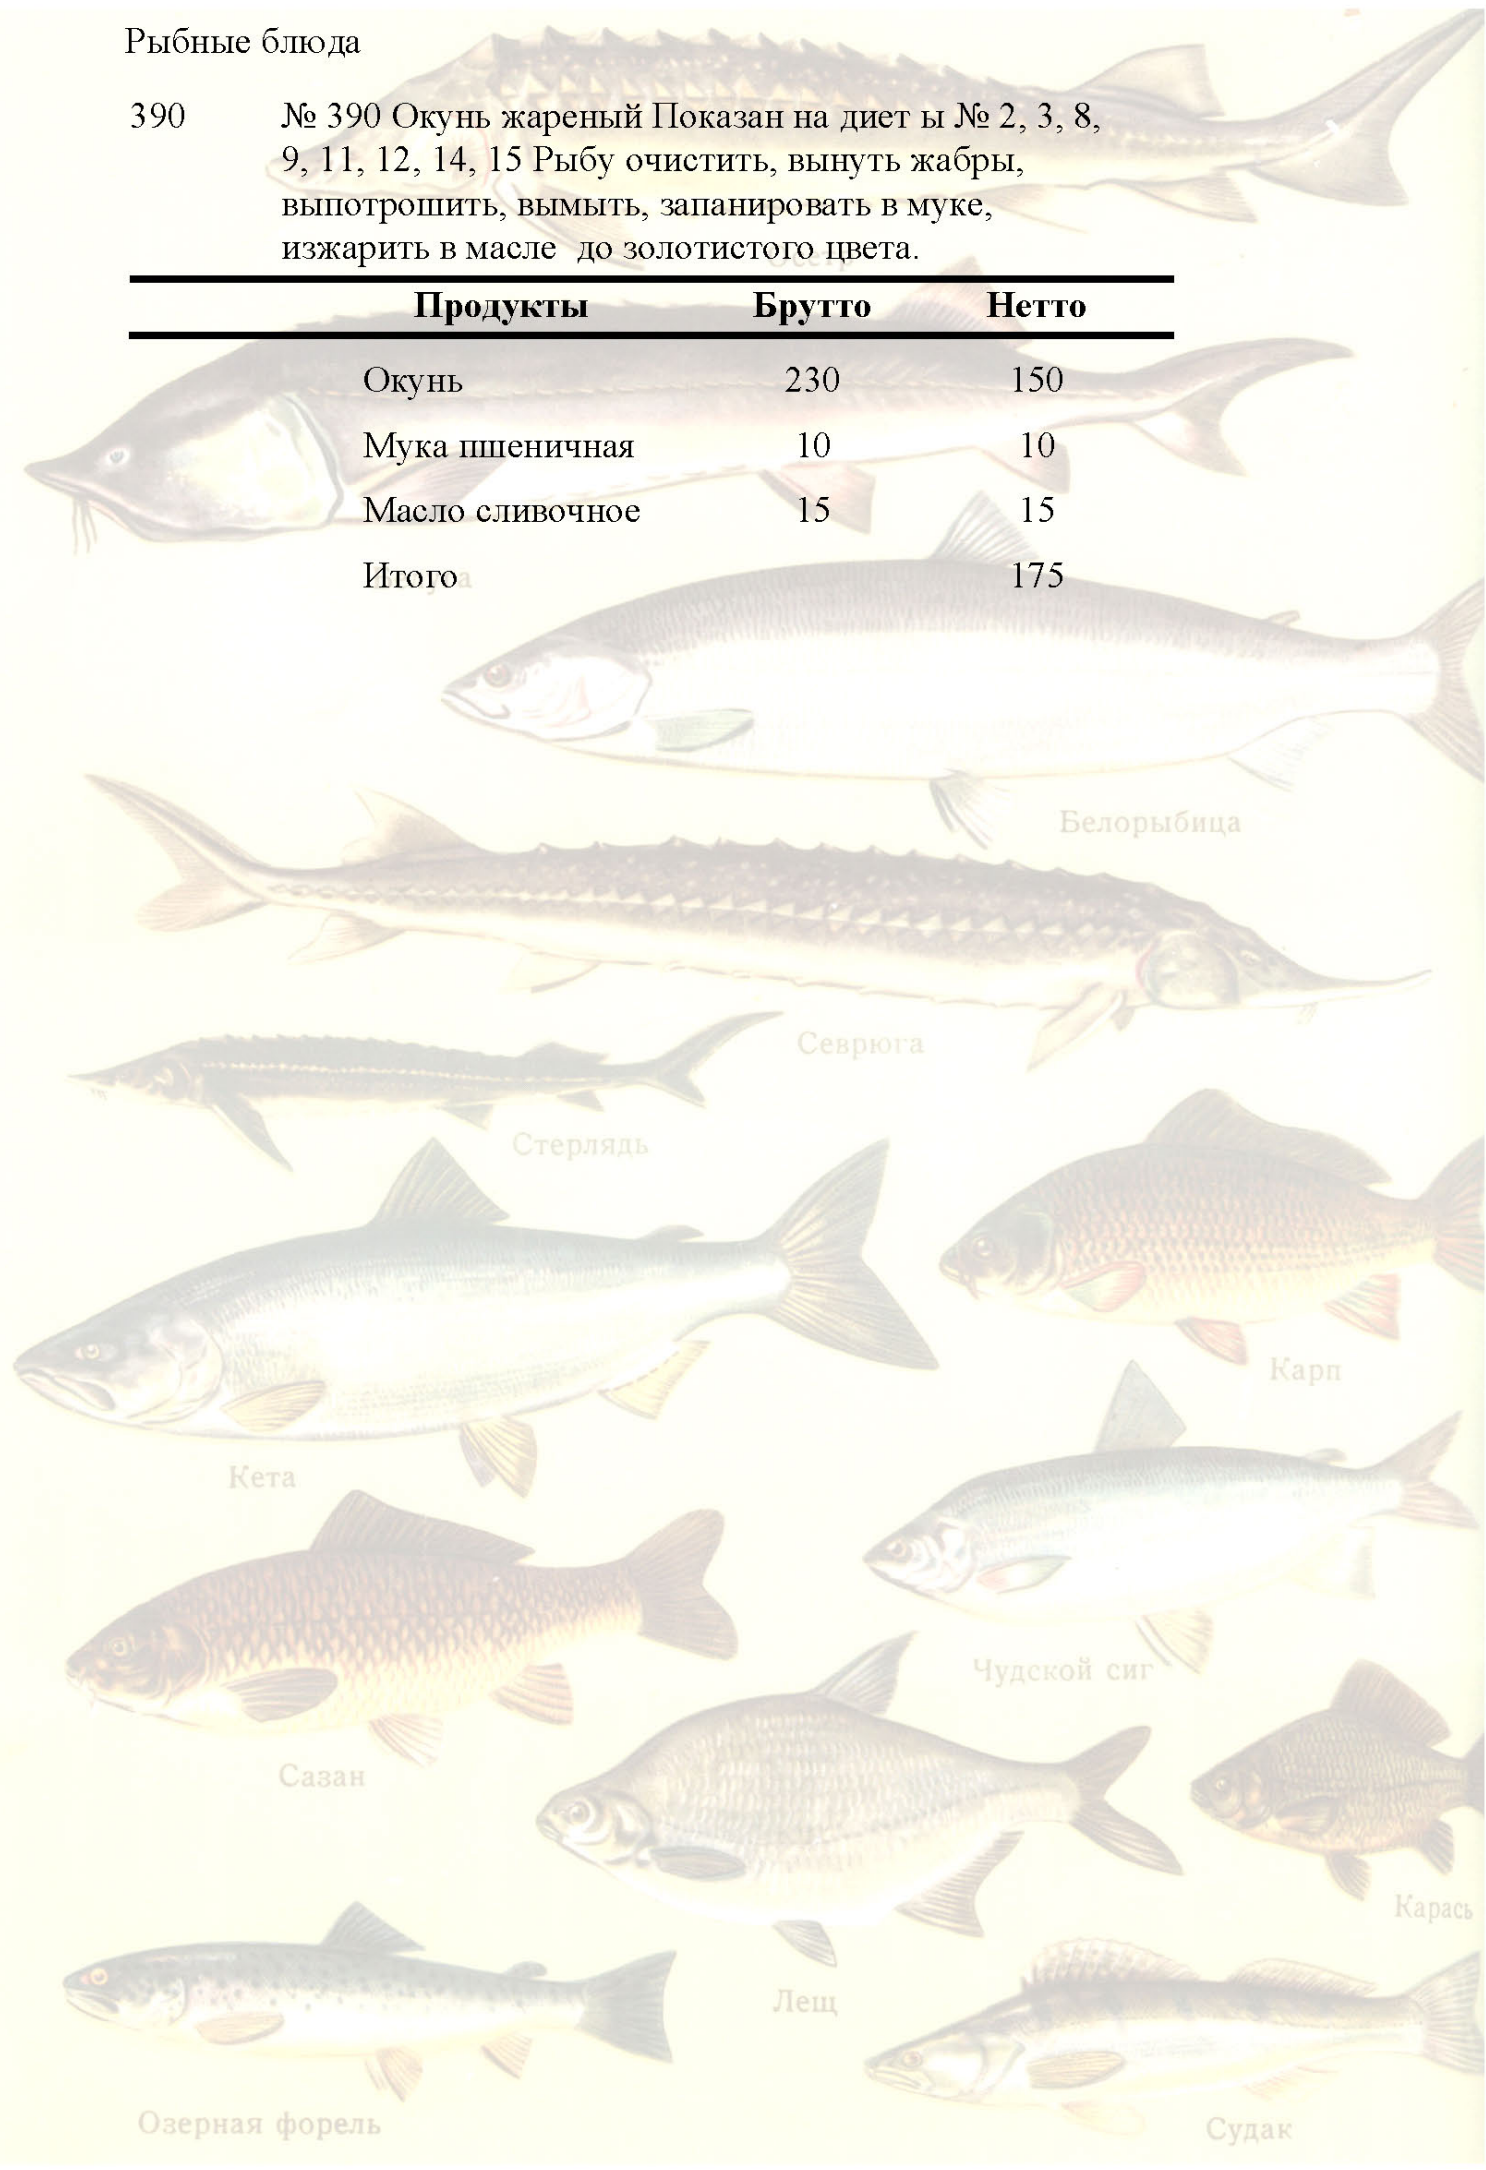 Рыбные блюда
390
№ 390 Окунь жареный Показан на диет ы № 2, 3, 8,
9, 11, 12, 14, 15 Рыбу очистить, вынуть жабры,
выпотрошить, вымыть, запанировать в муке,
изжарить в масле  до золотистого цвета.
Продукты Брутто Нетто
Окунь 230 150
Мука пшеничная 10 10
Масло сливочное 15 15
Итого 175
Белорыбица
Севрюга
Стерлядь
Карп
Кета
Чудской сиг
Сазан
Карась
Лещ
Озерная форель
Судак